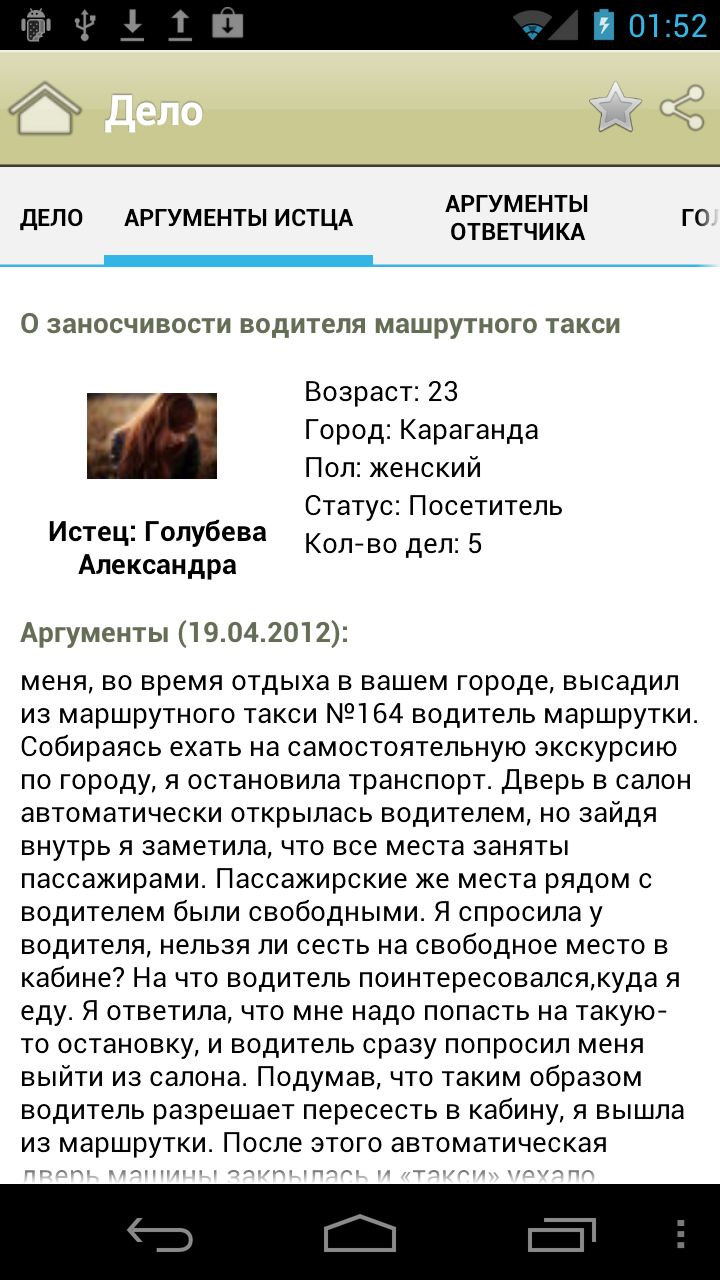 01:52
Дело
ДЕЛО
АРГУМЕНТЫ ИСТЦА
АРГУМЕНТЫ
ОТВЕТЧИКА
О заносчивости водителя машрутного такси
Возраст: 23
Город: Караганда
Пол: женский
Статус: Посетитель
Кол-во дел: 5
Истец: Голубева
Александра
Аргументы (19.04.2012):
меня, во время отдыха в вашем городе, высадил
из маршрутного такси №164 водитель маршрутки.
Собираясь ехать на самостоятельную экскурсию
по городу, я остановила транспорт. Дверь в салон
автоматически открылась водителем, но зайдя
внутрь я заметила, что все места заняты
пассажирами. Пассажирские же места рядом с
водителем были свободными. Я спросила у
водителя, нельзя ли сесть на свободное место в
кабине? На что водитель поинтересовался,куда я
еду. Я ответила, что мне надо попасть на такую-
то остановку, и водитель сразу попросил меня
выйти из салона. Подумав, что таким образом
водитель разрешает пересесть в кабину, я вышла
из маршрутки. После этого автоматическая
дверь машины закрылась и «такси» уехало